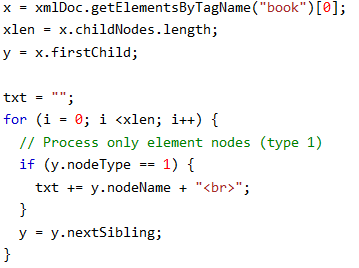 x = xmlDoc.getElementsByTagName("book")[0];
xlen = x.childNodes.length;
y = x.firstChild;

txt = "";
for (i = 0; i <xlen; i++) {
  // Process only element nodes (type 1)
  if (y.nodeType == 1) {
    txt += y.nodeName + "<br>";
  }
  y = y.nextSibling;
}